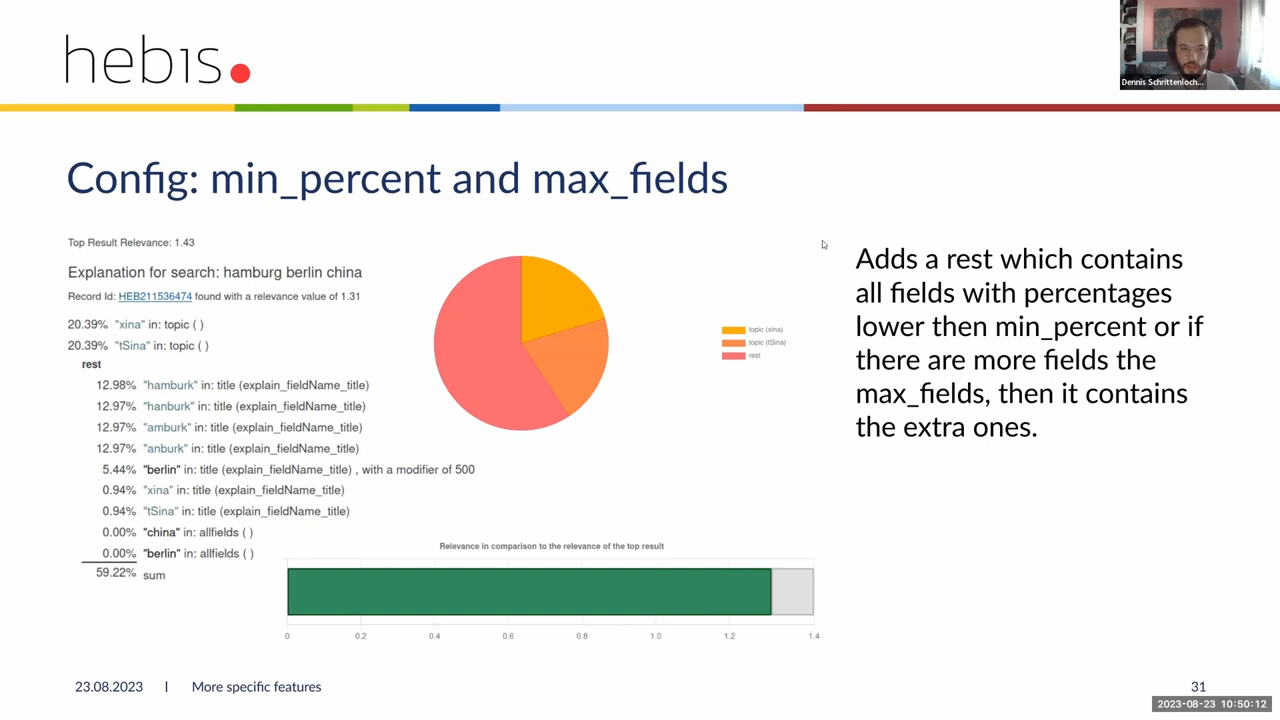 hebis.
Dennis Schrittenloch...
Config: min_percent and max_fields
Top Result Relevance: 1.43
Explanation for search: hamburg berlin china
Record Id: HEB211536474 found with a relevance value of 1.31
20.39% "xina" in: topic ( )
20.39% "tSina" in: topic ( )
rest
12.98% "hamburk" in: title (explain_fieldName_title)
12.97% "hanburk" in: title (explain_fieldName_title)
12.97% "amburk" in: title (explain_fieldName_title)
12.97% "anburk" in: title (explain_fieldName_title)
5.44% "berlin" in: title (explain_fieldName_title) , with a modifier of 500
0.94% "xina" in: title (explain_fieldName_title)
0.94% "tSina" in: title (explain_fieldName_title)
0.00% "china" in: allfields ( )
0.00% "berlin" in: allfields ( )
59.22% sum
topic (xina)
topic (tSina)
rest
Adds a rest which contains
all fields with percentages
lower then min_percent or if
there are more fields the
max_fields, then it contains
the extra ones.
Relevance in comparison to the relevance of the top result
0 0.2 0.4 0.6 0.8 1.0 1.2 1.4
23.08.2023 | More specific features
31
2023-08-23 10:50:12